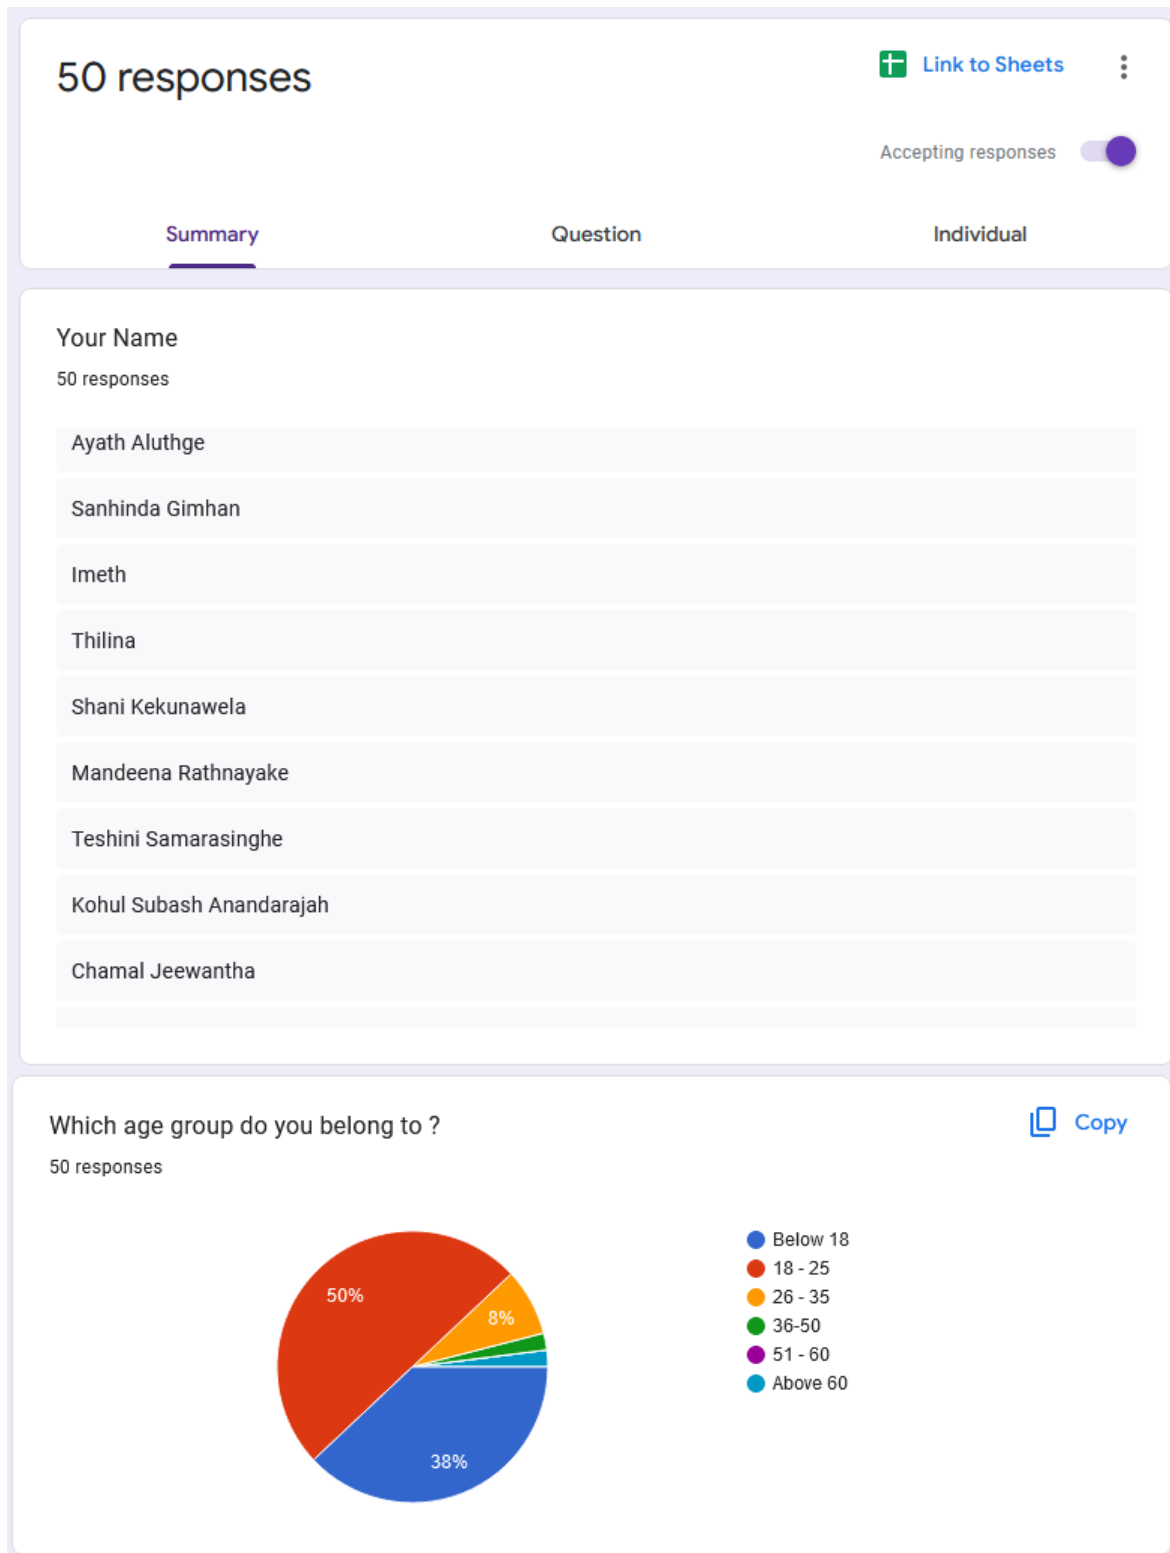 50 responses
Link to Sheets
Accepting responses
Summary
Question
Individual
Your Name
50 responses
Ayath Aluthge
Sanhinda Gimhan
Imeth
Thilina
Shani Kekunawela
Mandeena Rathnayake
Teshini Samarasinghe
Kohul Subash Anandarajah
Chamal Jeewantha
Which age group do you belong to ?
Copy
50 responses
50%
8%
38%
Below 18
18 - 25
26 - 35
36-50
51 - 60
Above 60